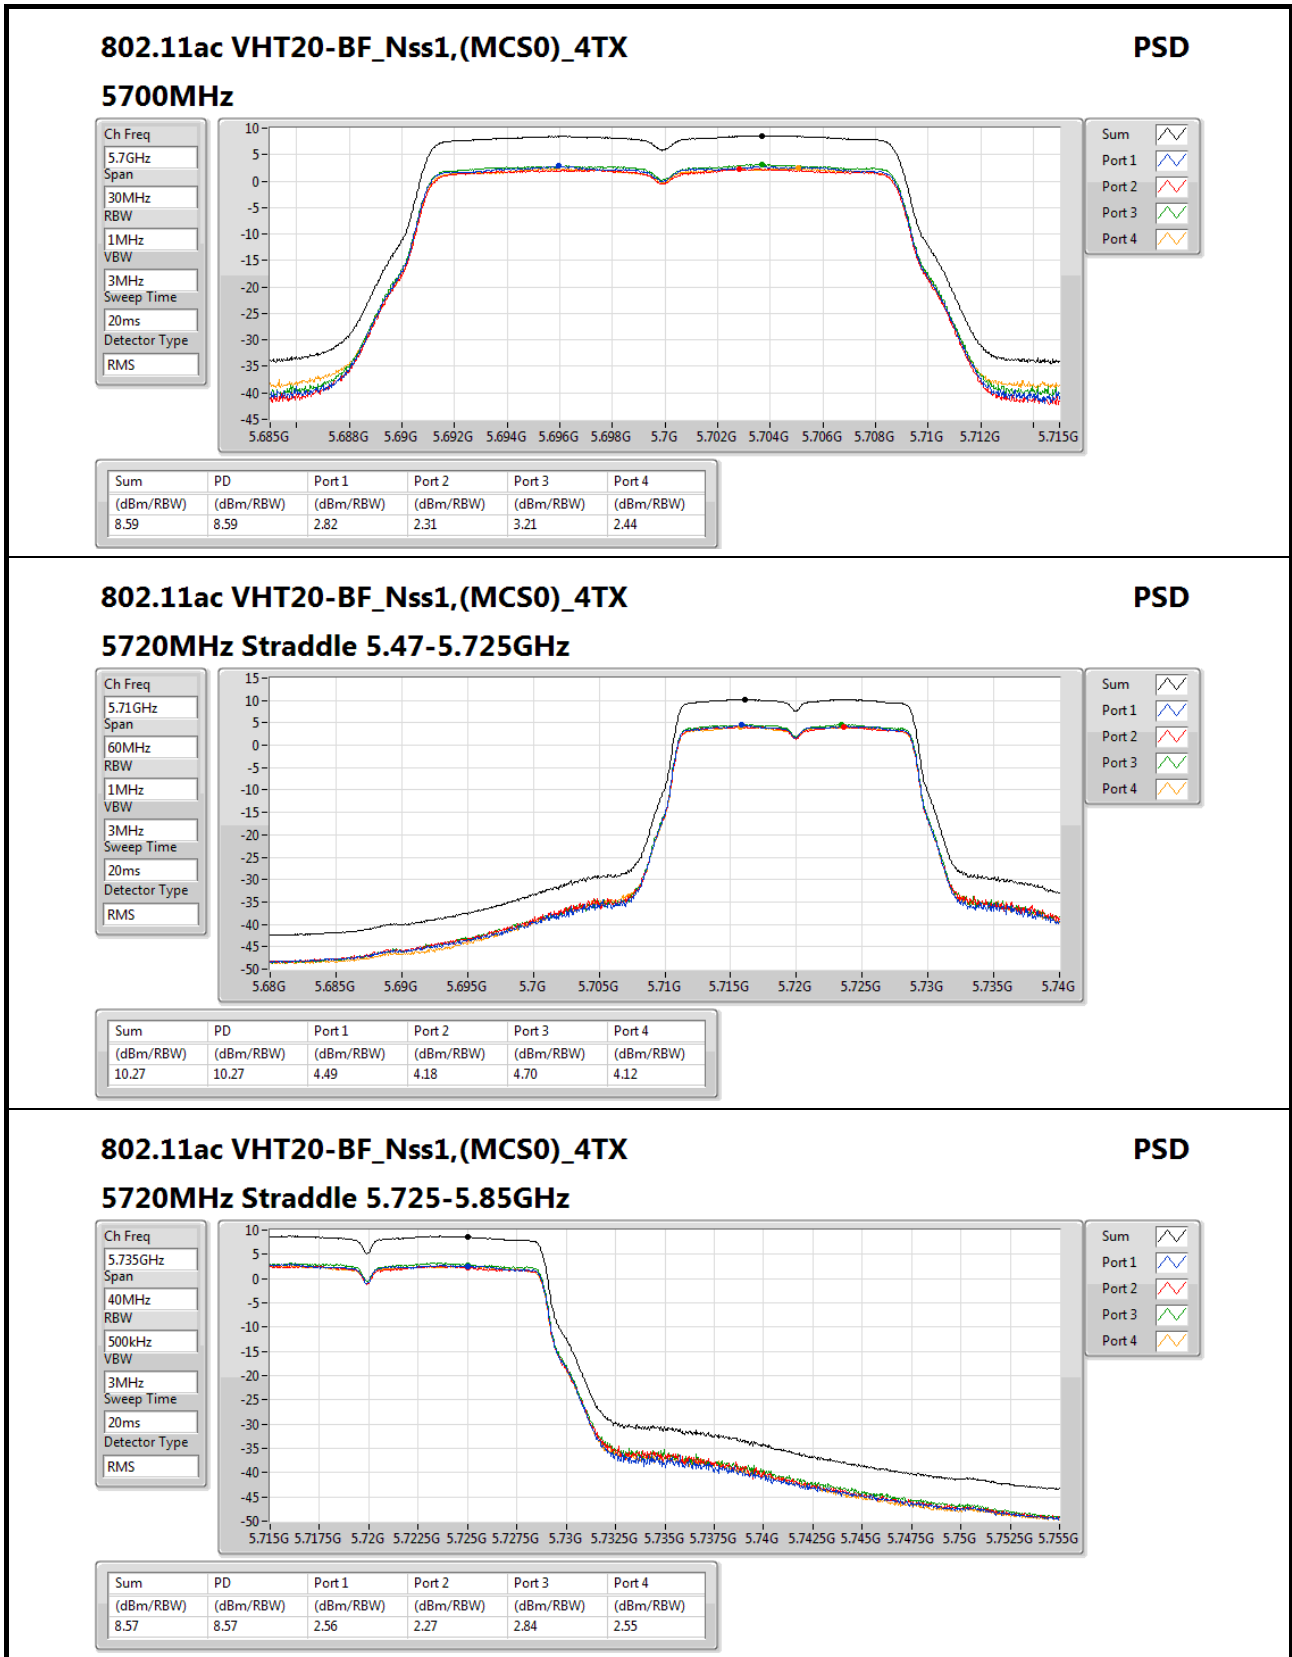 802.11ac VHT20-BF_Nss1,(MCS0)_4TX PSD
5700MHz
Ch Freq
5.7GHz
Span
30MHz
RBW
1MHz
VBW
3MHz
Sweep Time
20ms
Detector Type
RMS
10
5
0
-5
-10
-15
-20
-25
-30
-35
-40
-45
5.685G 5.688G 5.69G 5.692G 5.694G 5.696G 5.698G 5.7G 5.702G 5.704G 5.706G 5.708G 5.71G 5.712G 5.715G
Sum
Port 1
Port 2
Port 3
Port 4
Sum PD Port 1 Port 2 Port 3 Port 4
(dBm/RBW) (dBm/RBW) (dBm/RBW) (dBm/RBW) (dBm/RBW) (dBm/RBW)
8.59 8.59 2.82 2.31 3.21 2.44
802.11ac VHT20-BF_Nss1,(MCS0)_4TX PSD
5720MHz Straddle 5.47-5.725GHz
Ch Freq
5.71GHz
Span
60MHz
RBW
1MHz
VBW
3MHz
Sweep Time
20ms
Detector Type
RMS
15
10
5
0
-5
-10
-15
-20
-25
-30
-35
-40
-45
-50
5.68G 5.685G 5.69G 5.695G 5.7G 5.705G 5.71G 5.715G 5.72G 5.725G 5.73G 5.735G 5.74G
Sum
Port 1
Port 2
Port 3
Port 4
Sum PD Port 1 Port 2 Port 3 Port 4
(dBm/RBW) (dBm/RBW) (dBm/RBW) (dBm/RBW) (dBm/RBW) (dBm/RBW)
10.27 10.27 4.49 4.18 4.70 4.12
802.11ac VHT20-BF_Nss1,(MCS0)_4TX PSD
5720MHz Straddle 5.725-5.85GHz
Ch Freq
5.735GHz
Span
40MHz
RBW
500kHz
VBW
3MHz
Sweep Time
20ms
Detector Type
RMS
10
5
0
-5
-10
-15
-20
-25
-30
-35
-40
-45
-50
5.715G 5.7175G 5.72G 5.7225G 5.725G 5.7275G 5.73G 5.7325G 5.735G 5.7375G 5.74G 5.7425G 5.745G 5.7475G 5.75G 5.7525G 5.755G
Sum
Port 1
Port 2
Port 3
Port 4
Sum PD Port 1 Port 2 Port 3 Port 4
(dBm/RBW) (dBm/RBW) (dBm/RBW) (dBm/RBW) (dBm/RBW) (dBm/RBW)
8.57 8.57 2.56 2.27 2.84 2.55